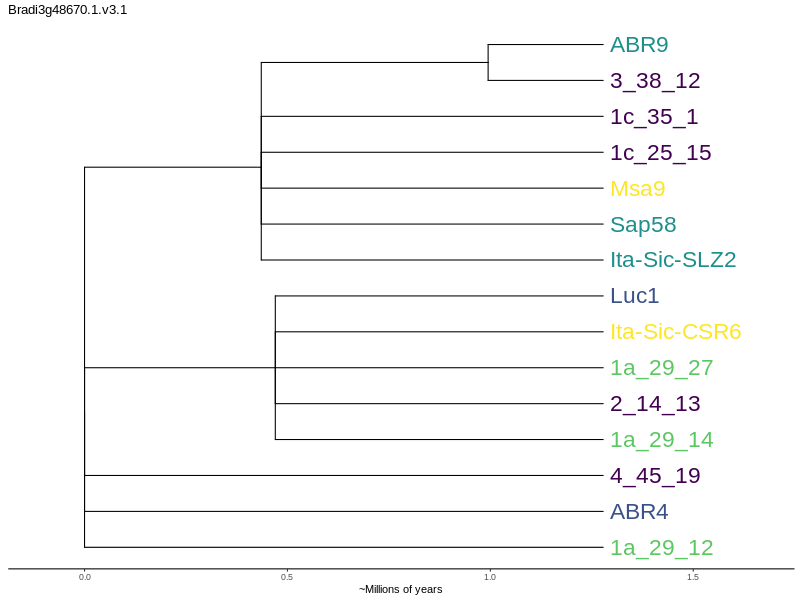 Bradi3g48670.1.v3.1
ABR9
3_38_12
1c_35_1
1c_25_15
Msa9
Sap58
Ita-Sic-SLZ2
Luc1
Ita-Sic-CSR6
1a_29_27
2_14_13
1a_29_14
4_45_19
ABR4
1a_29_12
0.0 0.5 1.0 1.5
~Millions of years